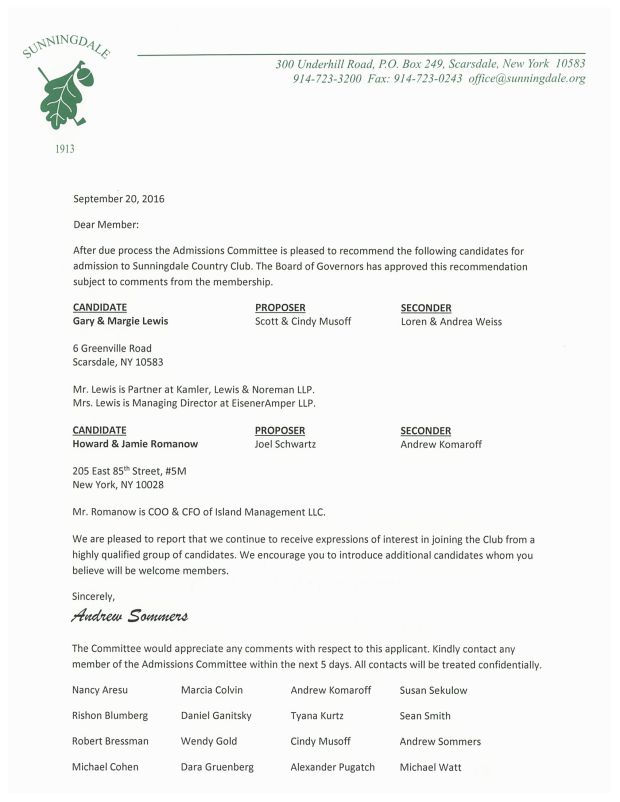 SUNNINGDALE
300 Underhill Road, P.O. Box 249, Scarsdale, New York 10583
914-723-3200 Fax: 914-723-0243 office@sunningdale.org
1913
September 20, 2016
Dear Member:
After due process the Admissions Committee is pleased to recommend the following candidates for
admission to Sunningdale Country Club. The Board of Governors has approved this recommendation
subject to comments from the membership.
CANDIDATE PROPOSER SECONDER
Gary & Margie Lewis Scott & Cindy Musoff Loren & Andrea Weiss
6 Greenville Road
Scarsdale, NY 10583
Mr. Lewis is Partner at Kamler, Lewis & Noreman LLP.
Mrs. Lewis is Managing Director at EisenerAmper LLP.
CANDIDATE PROPOSER SECONDER
Howard & Jamie Romanow Joel Schwartz Andrew Komaroff
205 East 85th Street, #5M
New York, NY 10028
Mr. Romanow is COO & CFO of Island Management LLC.
We are pleased to report that we continue to receive expressions of interest in joining the Club from a
highly qualified group of candidates. We encourage you to introduce additional candidates whom you
believe will be welcome members.
Sincerely,
Andrew Sommers
The Committee would appreciate any comments with respect to this applicant. Kindly contact any
member of the Admissions Committee within the next 5 days. All contacts will be treated confidentially.
Nancy Aresu Marcia Colvin Andrew Komaroff Susan Sekulow
Rishon Blumberg Daniel Ganitsky Tyana Kurtz Sean Smith
Robert Bressman Wendy Gold Cindy Musoff Andrew Sommers
Michael Cohen Dara Gruenberg Alexander Pugatch Michael Watt